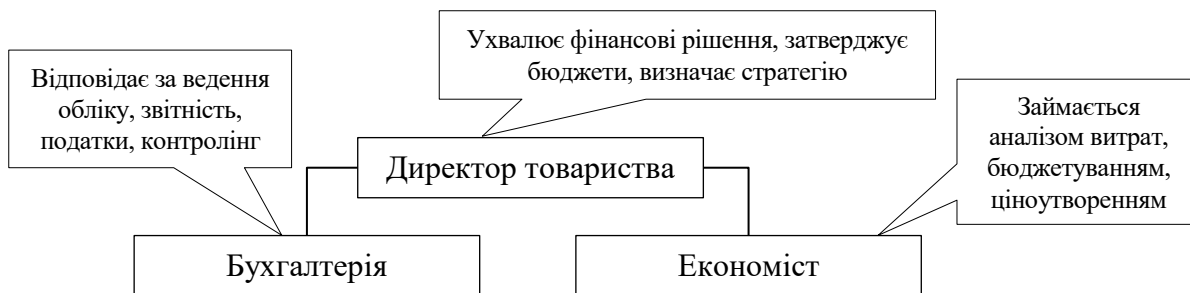 Ухвалює фінансові рішення, затверджує
бюджети, визначає стратегію
Відповідає за ведення
обліку, звітність,
податки, контролінг
Займається
аналізом витрат,
бюджетуванням,
ціноутворенням
Директор товариства
Бухгалтерія
Економіст